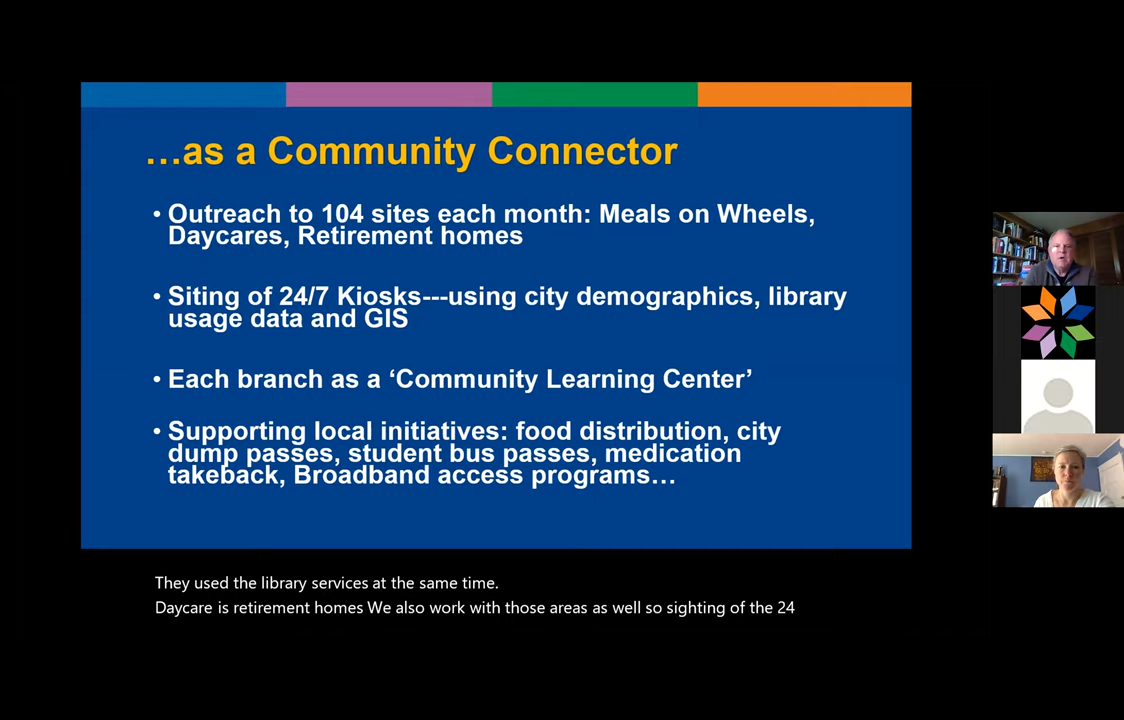 …as a Community Connector
• Outreach to 104 sites each month: Meals on Wheels,
Daycares, Retirement homes
• Siting of 24/7 Kiosks---using city demographics, library
usage data and GIS
• Each branch as a ‘Community Learning Center’
• Supporting local initiatives: food distribution, city
dump passes, student bus passes, medication
takeback, Broadband access programs…
They used the library services at the same time.
Daycare is retirement homes We also work with those areas as well so sighting of the 24